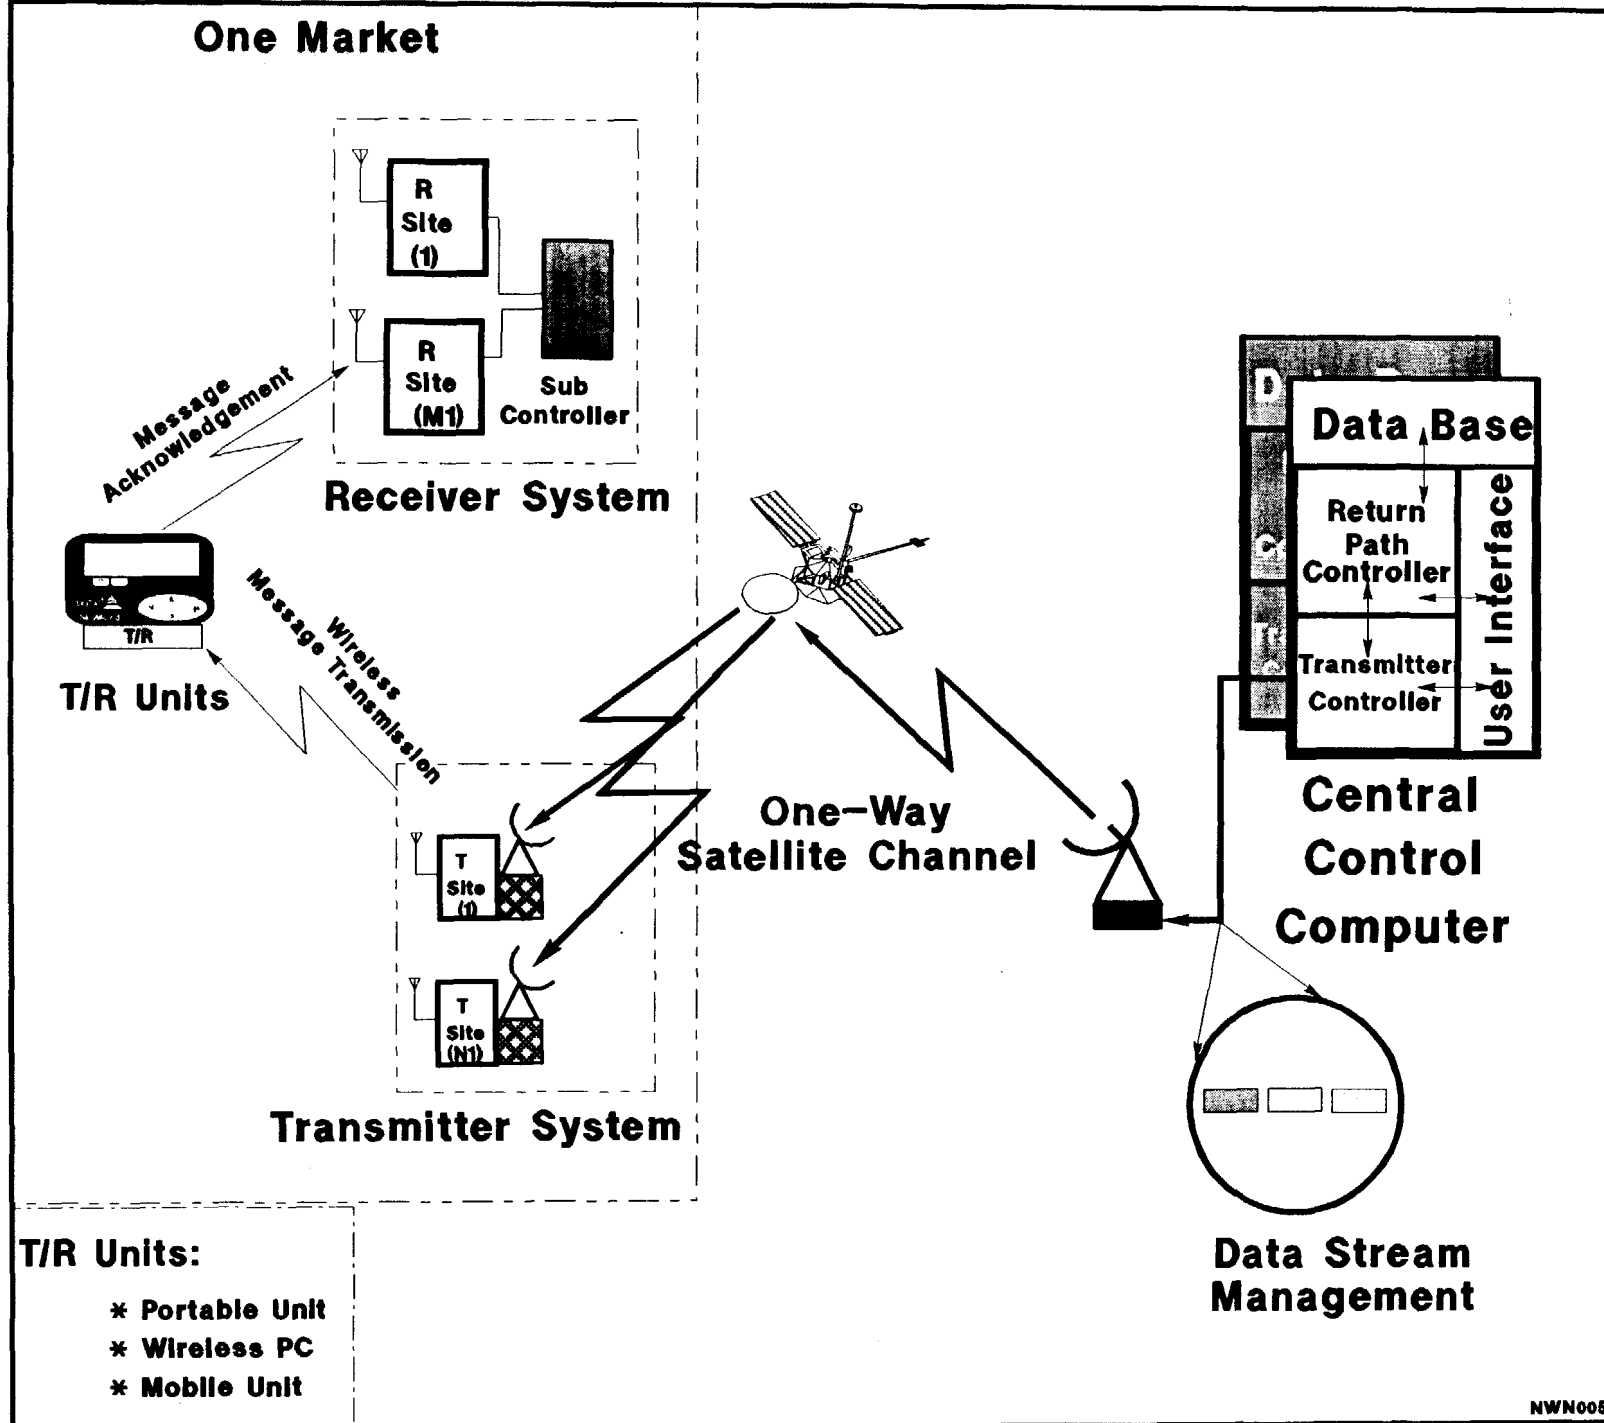 One Market
R
Site
(1)
R
Site
(M1)
Sub
Controller
Receiver System
Message
Acknowledgement
T/R
T/R Units
Wireless
Message Transmission
T
Site
(1)
T
Site
(N1)
Transmitter System
One-Way
Satellite Channel
D
Data Base
Return
Path
Controller
Transmitter
Controller
User Interface
Central
Control
Computer
Data Stream
Management
T/R Units:
* Portable Unit
* Wireless PC
* Mobile Unit
NWN005